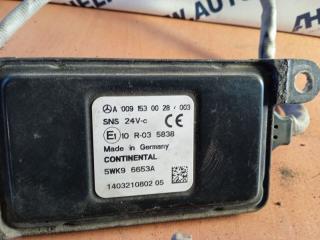 A 009 153 00 28 / 003
SNS 24V-c CE
E1 10 R-03 5838
Made in Germany
CONTINENTAL
5WK9 6653A
1403210802 05